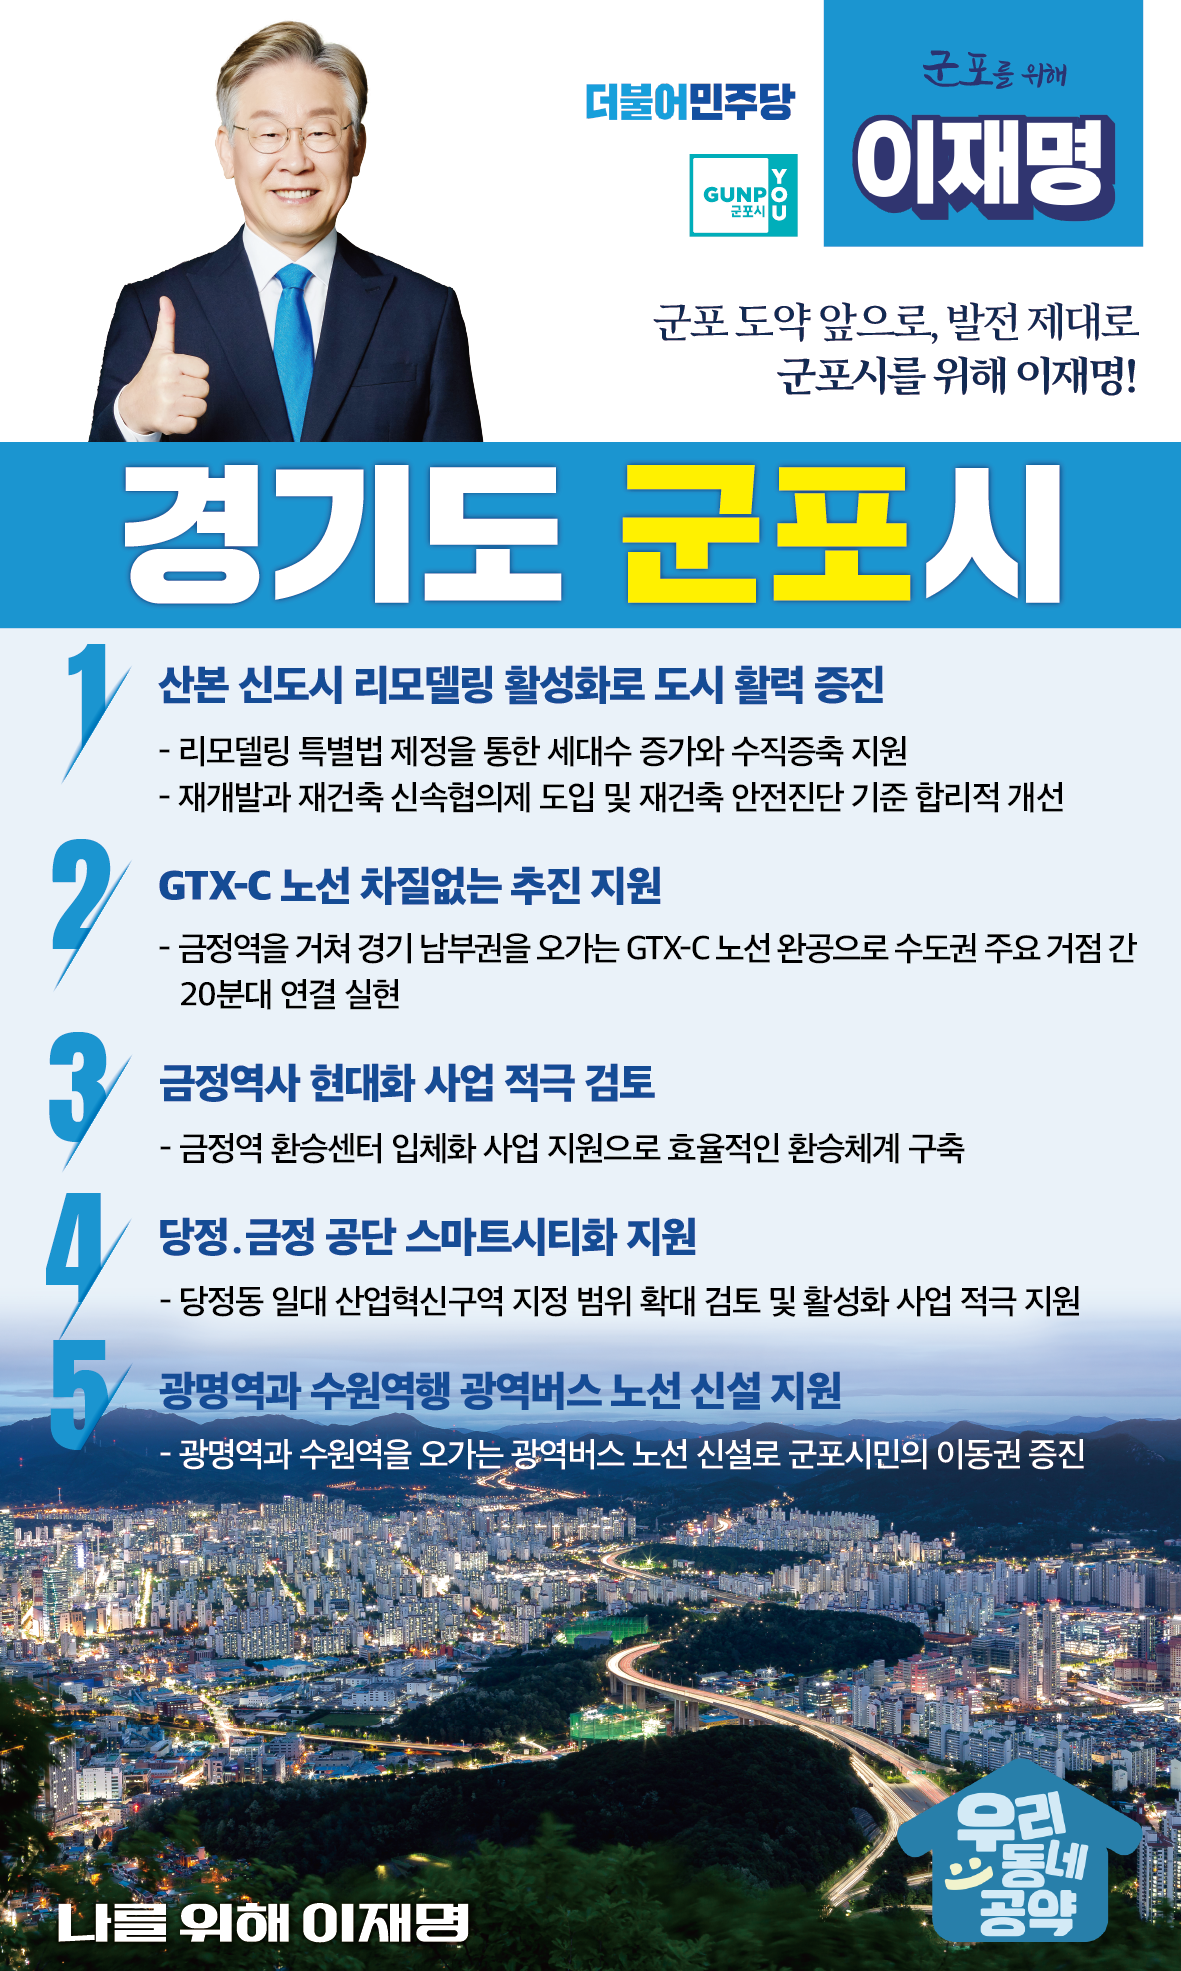 더불어민주당
GUNPO
군포시
YOU
군포를 위해
이재명
군포 도약 앞으로, 발전 제대로
군포시를 위해 이재명!
경기도 군포시
1
산본 신도시 리모델링 활성화로 도시 활력 증진
- 리모델링 특별법 제정을 통한 세대수 증가와 수직증축 지원
- 재개발과 재건축 신속협의제 도입 및 재건축 안전진단 기준 합리적 개선
2
GTX-C 노선 차질없는 추진 지원
- 금정역을 거쳐 경기 남부권을 오가는 GTX-C 노선 완공으로 수도권 주요 거점 간
20분대 연결 실현
3
금정역사 현대화 사업 적극 검토
- 금정역 환승센터 입체화 사업 지원으로 효율적인 환승체계 구축
4
당정.금정 공단 스마트시티화 지원
- 당정동 일대 산업혁신구역 지정 범위 확대 검토 및 활성화 사업 적극 지원
5
광명역과 수원역행 광역버스 노선 신설 지원
- 광명역과 수원역을 오가는 광역버스 노선 신설로 군포시민의 이동권 증진
우리
동네
공약
나를 위해 이재명